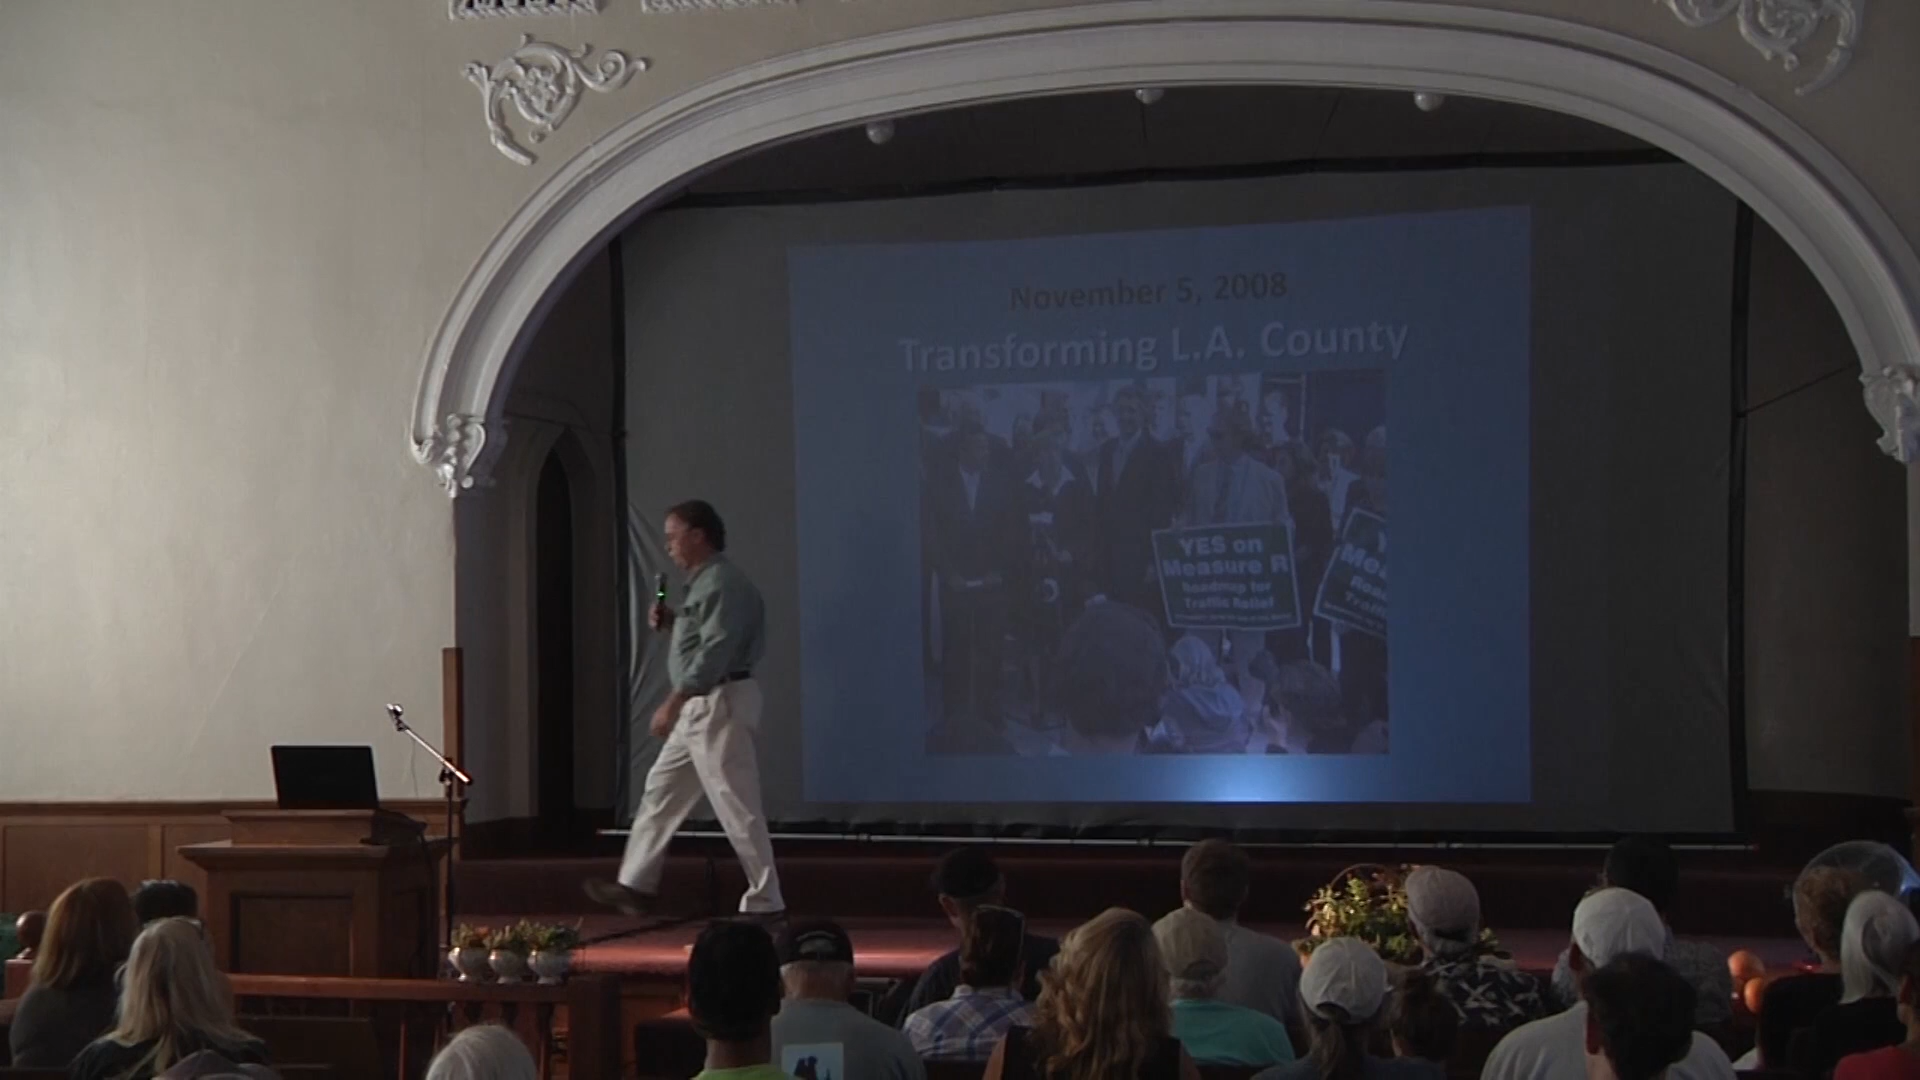 November 5, 2008
Transforming L.A. County
YES on
Measure R
Roadmap for
Traffic Relief